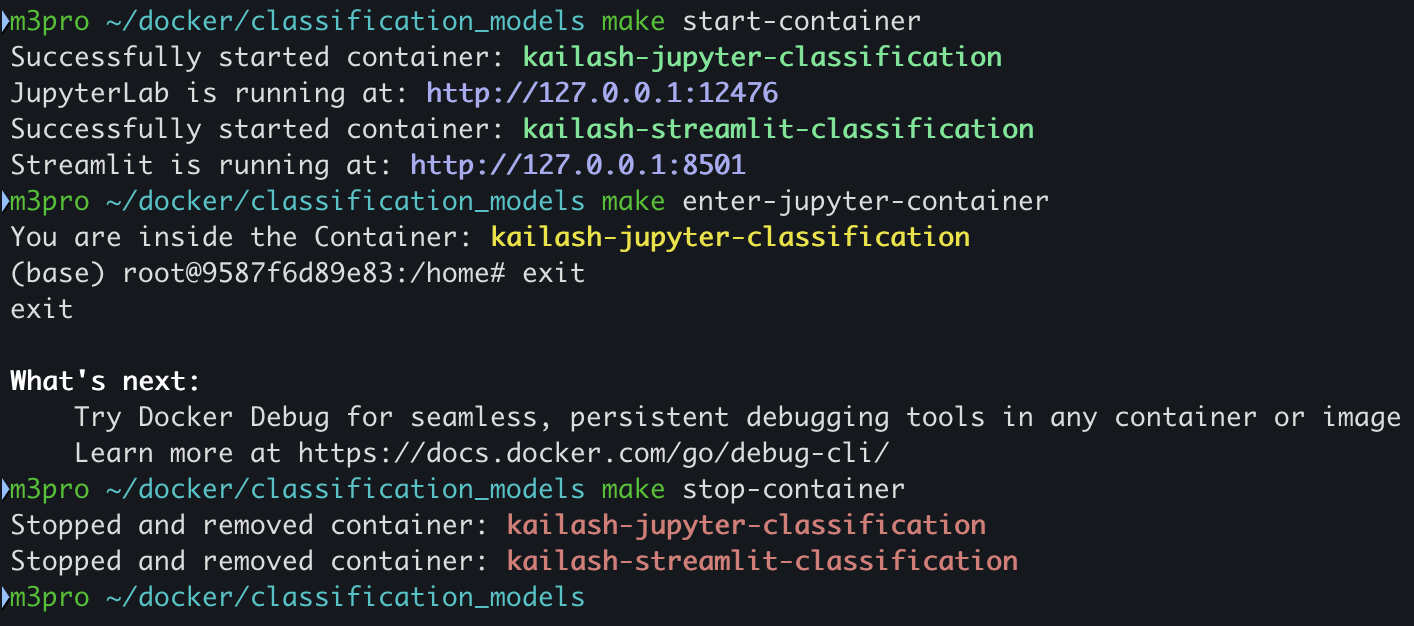 m3pro ~/docker/classification_models make start-container
Successfully started container: kailash-jupyter-classification
JupyterLab is running at: http://127.0.0.1:12476
Successfully started container: kailash-streamlit-classification
Streamlit is running at: http://127.0.0.1:8501
m3pro ~/docker/classification_models make enter-jupyter-container
You are inside the Container: kailash-jupyter-classification
(base) root@9587f6d89e83:/home# exit
exit
What's next:
Try Docker Debug for seamless, persistent debugging tools in any container or image
Learn more at https://docs.docker.com/go/debug-cli/
m3pro ~/docker/classification_models make stop-container
Stopped and removed container: kailash-jupyter-classification
Stopped and removed container: kailash-streamlit-classification
m3pro ~/docker/classification_models